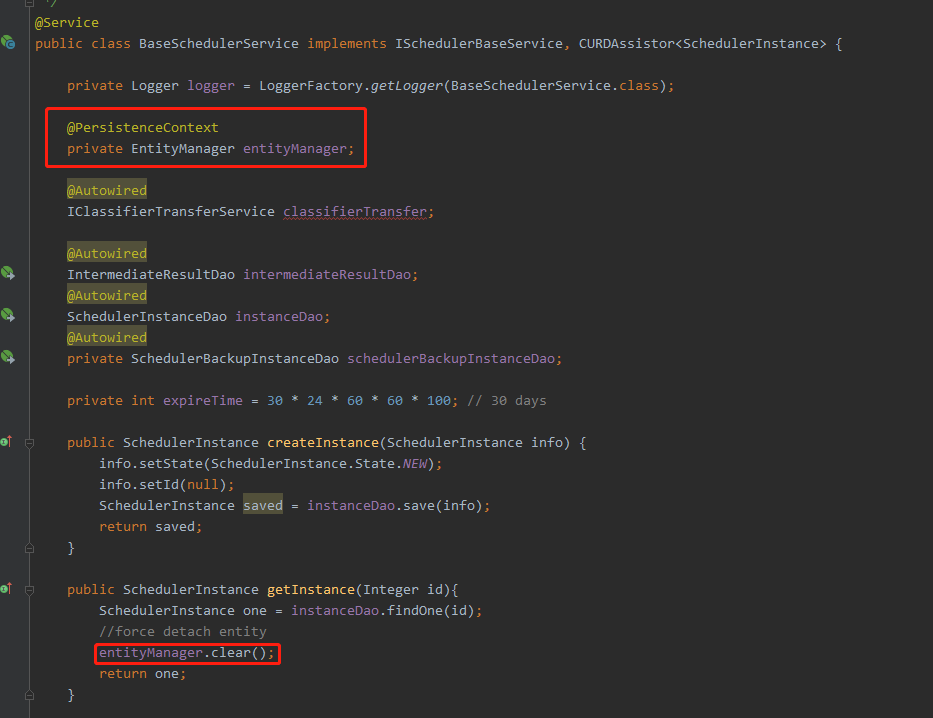 */
@Service
public class BaseSchedulerService implements ISchedulerBaseService, CURDAssistor<SchedulerInstance> {
private Logger logger = LoggerFactory.getLogger(BaseSchedulerService.class);
@PersistenceContext
private EntityManager entityManager;
@Autowired
IClassifierTransferService classifierTransfer;
@Autowired
IntermediateResultDao intermediateResultDao;
@Autowired
SchedulerInstanceDao instanceDao;
@Autowired
private SchedulerBackupInstanceDao schedulerBackupInstanceDao;
private int expireTime = 30 * 24 * 60 * 60 * 100; // 30 days
public SchedulerInstance createInstance(SchedulerInstance info) {
info.setState(SchedulerInstance.State.NEW);
info.setId(null);
SchedulerInstance saved = instanceDao.save(info);
return saved;
}
public SchedulerInstance getInstance(Integer id){
SchedulerInstance one = instanceDao.findOne(id);
//force detach entity
entityManager.clear();
return one;
}